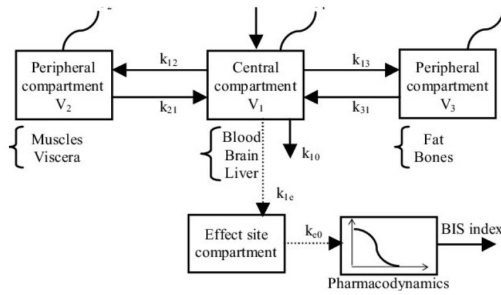 Peripheral
compartment
V2
k12
k21
Central
compartment
V1
k13
k31
Peripheral
compartment
V3
Muscles
Viscera
Blood
Brain
Liver
k10
Fat
Bones
k1e
Effect site
compartment
ke0
BIS index
Pharmacodynamics